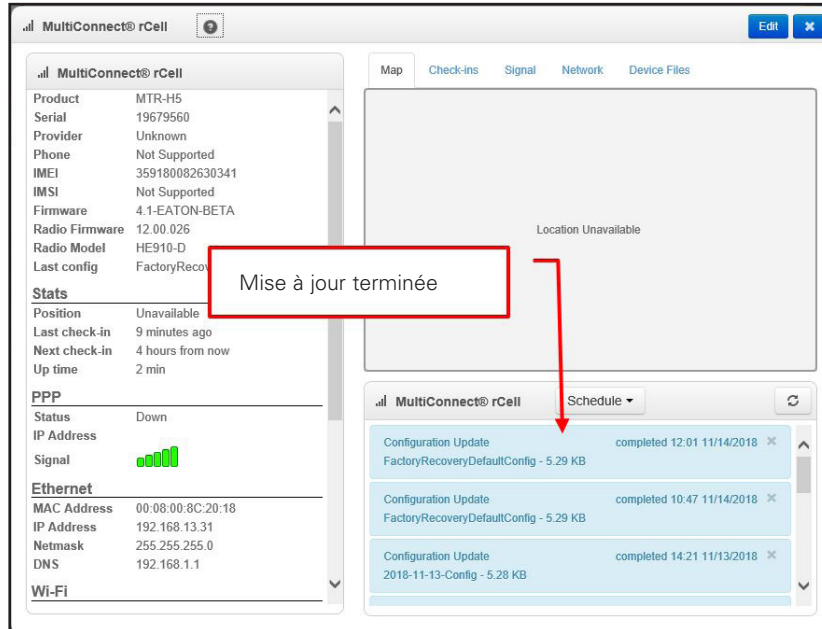 MultiConnect® rCell ? Edit ×
MultiConnect® rCell
Product MTR-H5
Serial 19679560
Provider Unknown
Phone Not Supported
IMEI 359180082630341
IMSI Not Supported
Firmware 4.1-EATON-BETA
Radio Firmware 12.00.026
Radio Model HE910-D
Last config FactoryRecov
Stats
Position Unavailable
Last check-in 9 minutes ago
Next check-in 4 hours from now
Up time 2 min
PPP
Status Down
IP Address
Signal
Ethernet
MAC Address 00:08:00:8C:20:18
IP Address 192.168.13.31
Netmask 255.255.255.0
DNS 192.168.1.1
Wi-Fi
Map Check-ins Signal Network Device Files
Location Unavailable
Mise à jour terminée
MultiConnect® rCell Schedule
Configuration Update completed 12:01 11/14/2018 ×
FactoryRecoveryDefaultConfig - 5.29 KB
Configuration Update completed 10:47 11/14/2018 ×
FactoryRecoveryDefaultConfig - 5.29 KB
Configuration Update completed 14:21 11/13/2018 ×
2018-11-13-Config - 5.28 KB